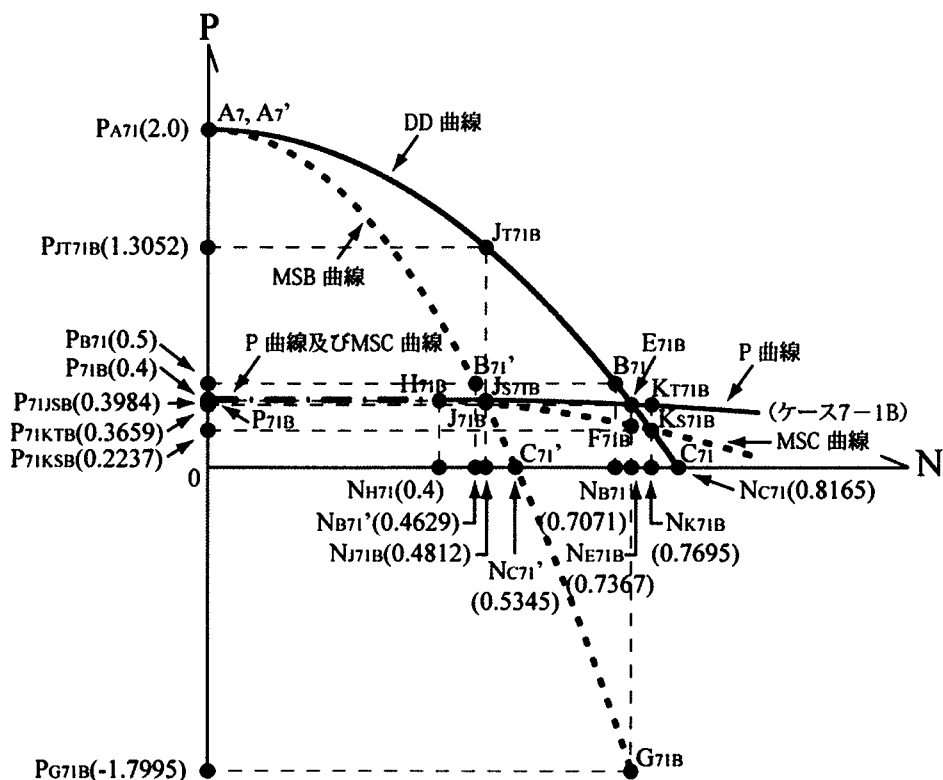 P
A7, A7'
DD 曲線
PA71(2.0)
JT71B
PJT71B(1.3052)
MSB 曲線
PB71(0.5)
P 曲線及びMSC 曲線
E71B
P71B(0.4)
B71'
B71
P 曲線
H71B
JS71B
KT71B
P71JSB(0.3984)
P71B
J71B
KS71B
(ケース7-1B)
P71KTB(0.3659)
F71B
MSC 曲線
P71KSB(0.2237)
C71'
C71
0
N
NH71(0.4)
NB71
NC71(0.8165)
NB71'(0.4629)
(0.7071)
NK71B
NJ71B(0.4812)
NC71'
NE71B
(0.7695)
(0.5345)
(0.7367)
G71B
PG71B(-1.7995)